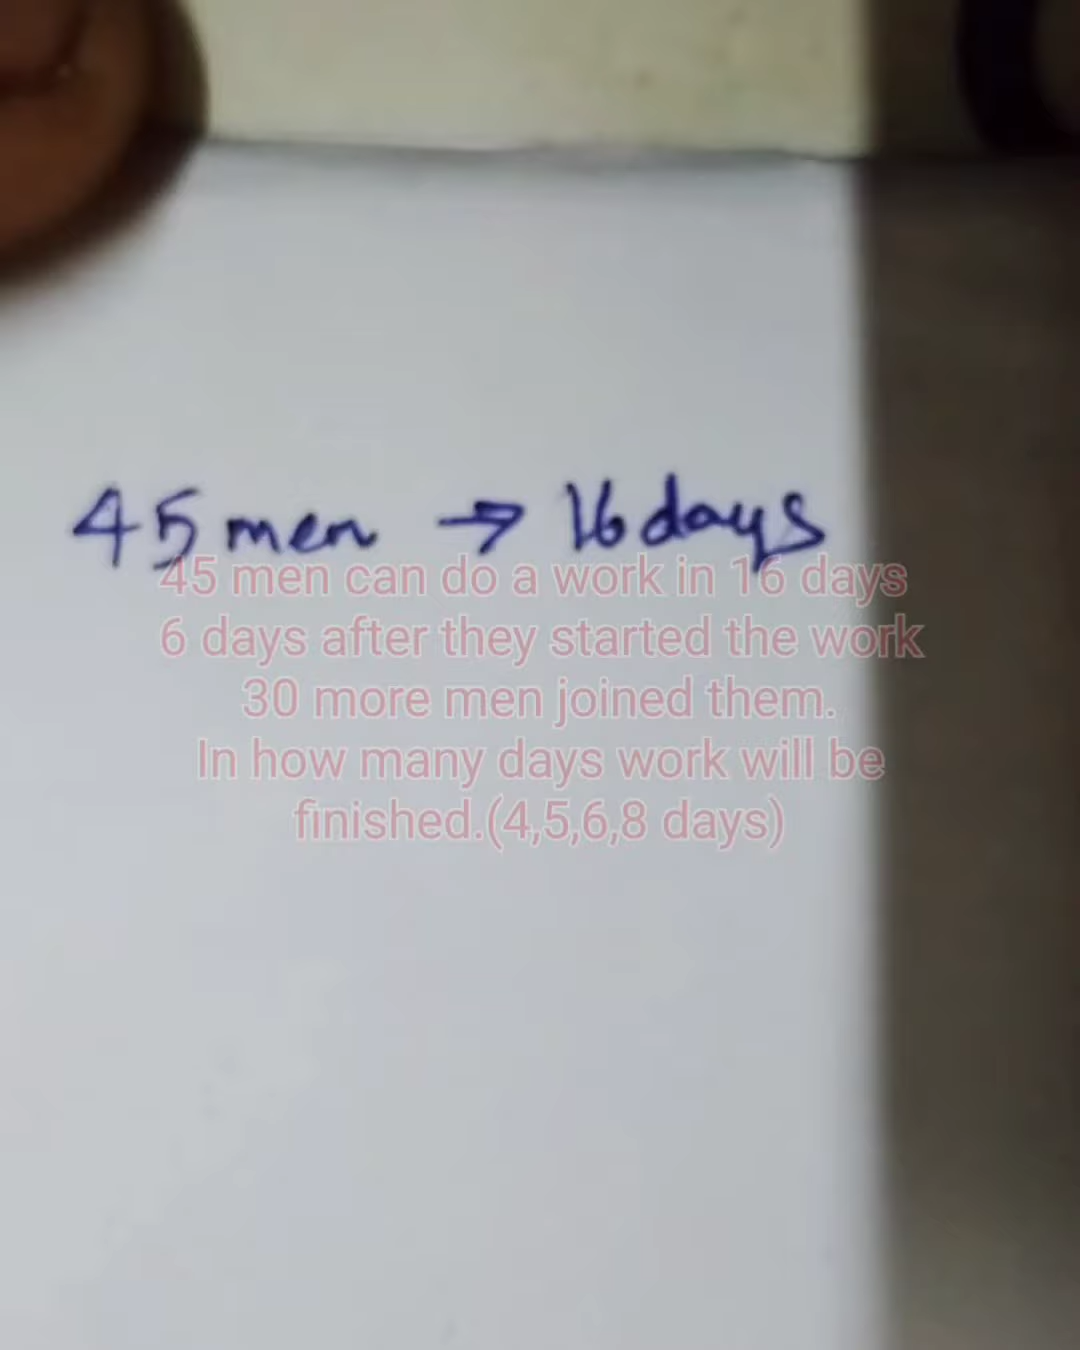 45 men → 16 days
45 men can do a work in 16 days
6 days after they started the work
30 more men joined them.
In how many days work will be
finished.(4,5,6,8 days)